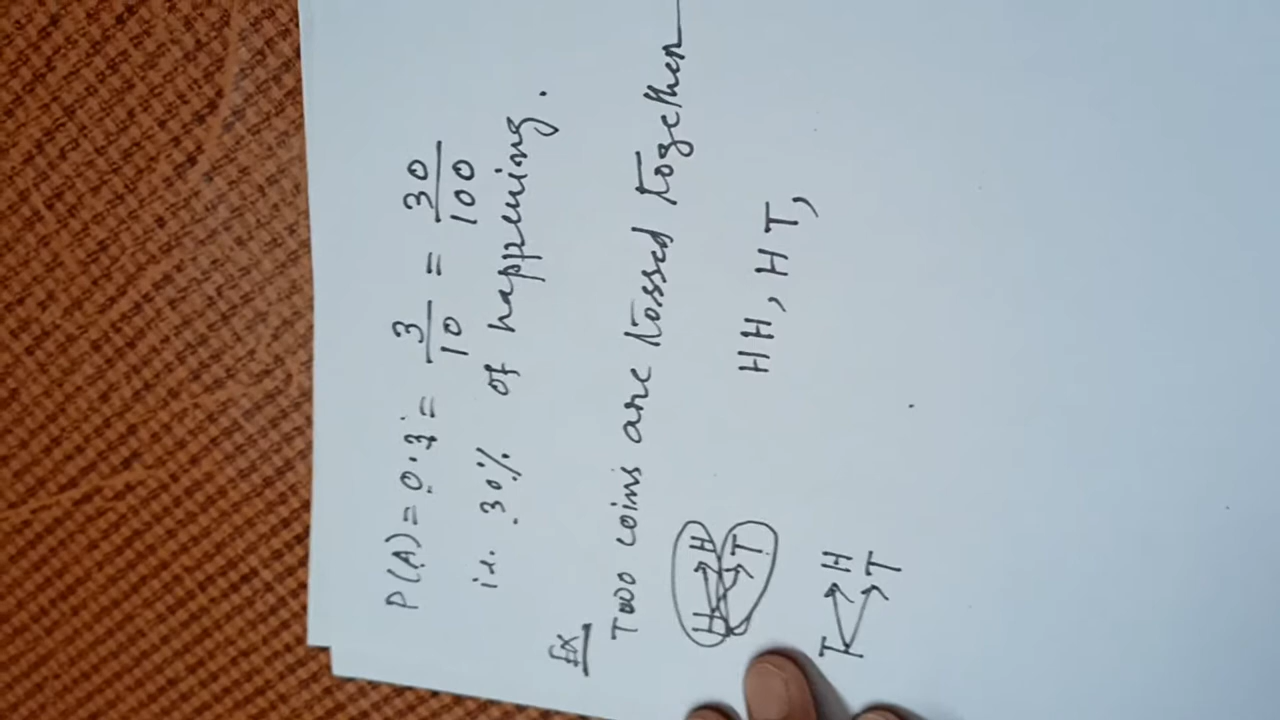 P(A) = 0.3 = 3/10 = 30/100
i.e. 30% of happening.
Ex
Two coins are tossed together
H → H
→ T
HH, HT,
T → H
→ T